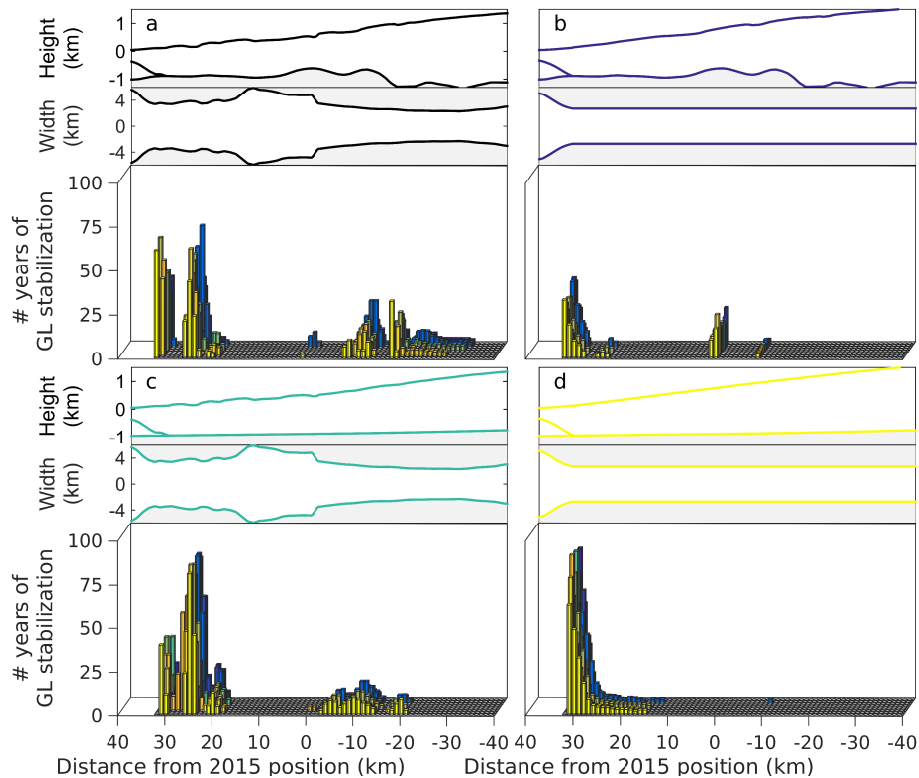 a
b
Height
(km)
1
0
-1
Width
(km)
4
0
-4
# years of
GL stabilization
100
75
50
25
0
c
d
Height
(km)
1
0
-1
Width
(km)
4
0
-4
# years of
GL stabilization
100
75
50
25
0
40 30 20 10 0 -10 -20 -30 -40
40 30 20 10 0 -10 -20 -30 -40
Distance from 2015 position (km)
Distance from 2015 position (km)